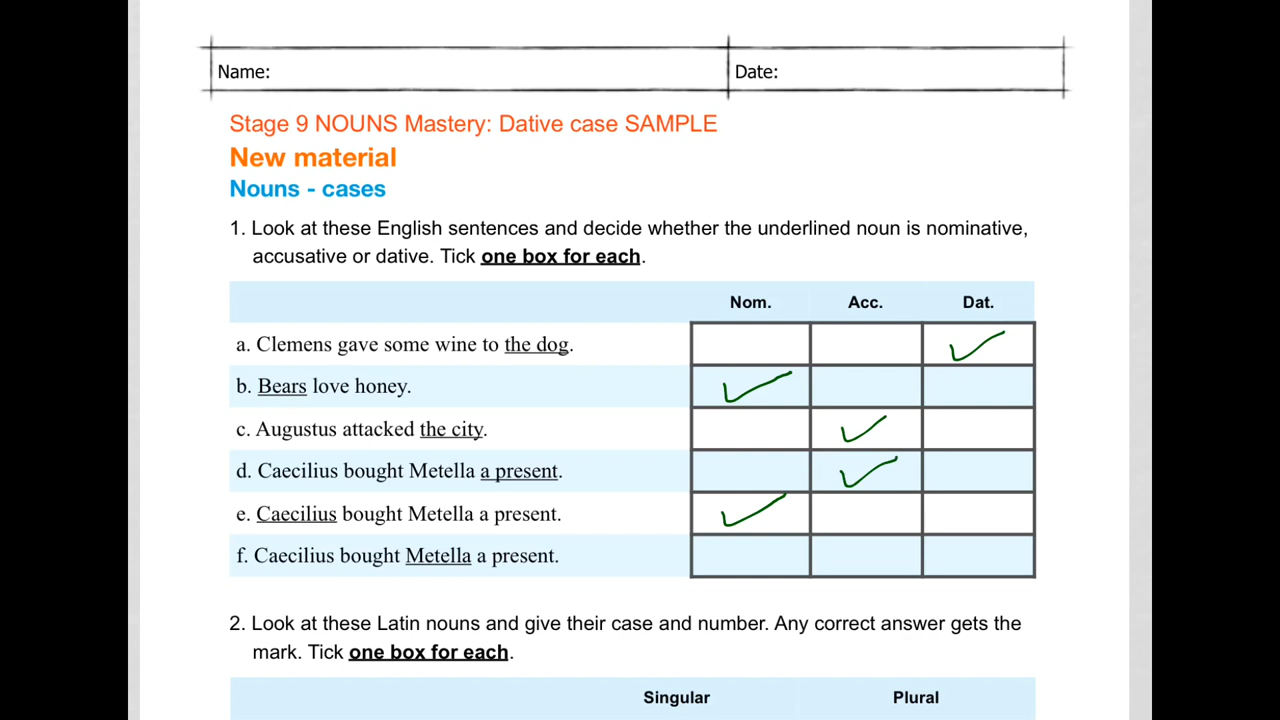 Name: Date:
Stage 9 NOUNS Mastery: Dative case SAMPLE
New material
Nouns - cases
1. Look at these English sentences and decide whether the underlined noun is nominative,
accusative or dative. Tick one box for each.
Nom. Acc. Dat.
a. Clemens gave some wine to the dog. ✓
b. Bears love honey. ✓
c. Augustus attacked the city. ✓
d. Caecilius bought Metella a present. ✓
e. Caecilius bought Metella a present. ✓
f. Caecilius bought Metella a present.
2. Look at these Latin nouns and give their case and number. Any correct answer gets the
mark. Tick one box for each.
Singular Plural